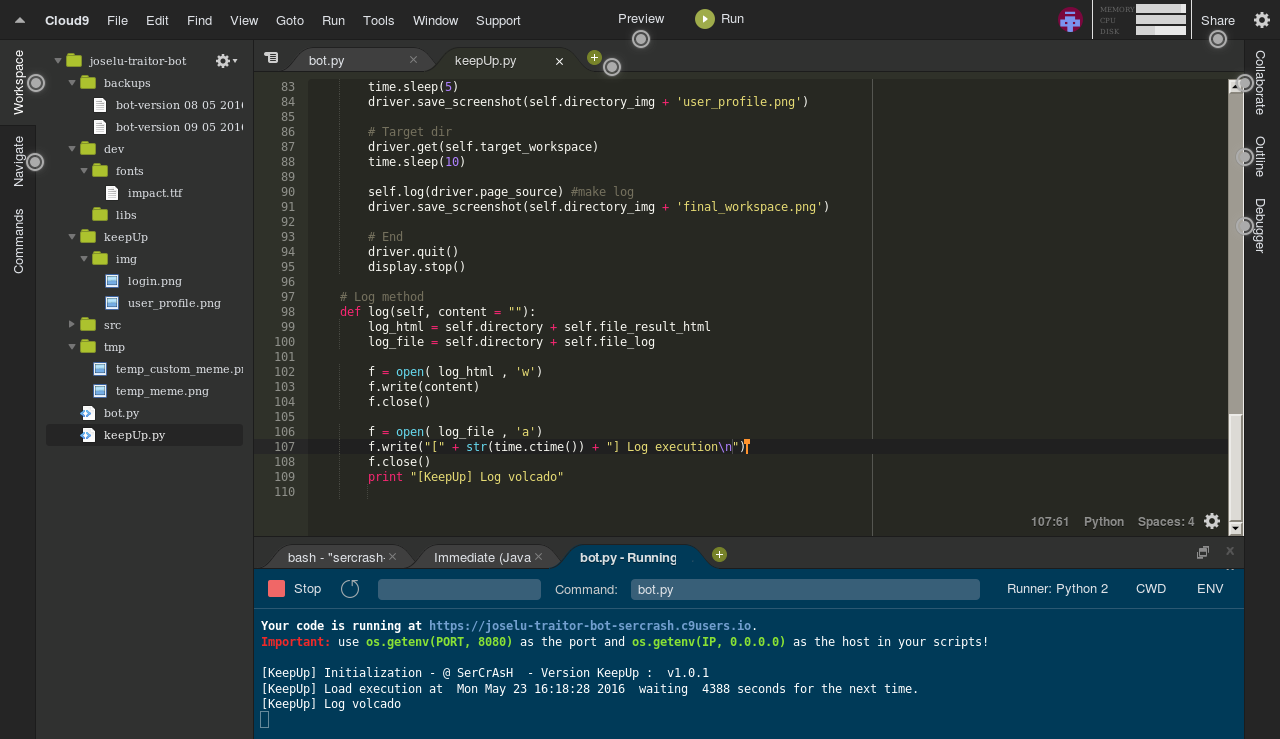 Cloud9 File Edit Find View Goto Run Tools Window Support Preview Run MEMORY CPU DISK Share
Workspace
Navigate
Commands
joselu-traitor-bot
backups
bot-version 08 05 2016
bot-version 09 05 2016
dev
fonts
impact.ttf
libs
keepUp
img
login.png
user_profile.png
src
tmp
temp_custom_meme.pn
temp_meme.png
bot.py
keepUp.py
bot.py keepUp.py
83 time.sleep(5)
84 driver.save_screenshot(self.directory_img + 'user_profile.png')
85
86 # Target dir
87 driver.get(self.target_workspace)
88 time.sleep(10)
89
90 self.log(driver.page_source) #make log
91 driver.save_screenshot(self.directory_img + 'final_workspace.png')
92
93 # End
94 driver.quit()
95 display.stop()
96
97 # Log method
98 def log(self, content = ""):
99 log_html = self.directory + self.file_result_html
100 log_file = self.directory + self.file_log
101
102 f = open( log_html , 'w')
103 f.write(content)
104 f.close()
105
106 f = open( log_file , 'a')
107 f.write("[" + str(time.ctime()) + "] Log execution\n")
108 f.close()
109 print "[KeepUp] Log volcado"
110
107:61 Python Spaces: 4
Collaborate
Outline
Debugger
bash - "sercrash- Immediate (Java bot.py - Running
Stop Command: bot.py Runner: Python 2 CWD ENV
Your code is running at https://joselu-traitor-bot-sercrash.c9users.io.
Important: use os.getenv(PORT, 8080) as the port and os.getenv(IP, 0.0.0.0) as the host in your scripts!
[KeepUp] Initialization - @ SerCrAsH - Version KeepUp : v1.0.1
[KeepUp] Load execution at Mon May 23 16:18:28 2016 waiting 4388 seconds for the next time.
[KeepUp] Log volcado